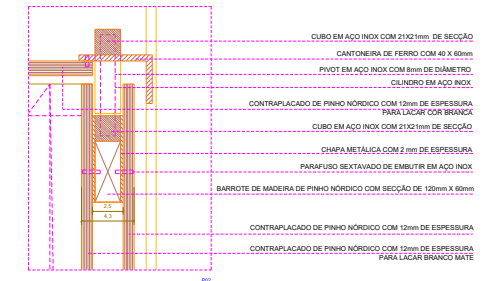 CUBO EM AÇO INOX COM 21X21mm DE SECÇÃO
CANTONEIRA DE FERRO COM 40 X 60mm
PIVOT EM AÇO INOX COM 8mm DE DIÂMETRO
CILINDRO EM AÇO INOX
CONTRAPLACADO DE PINHO NÓRDICO COM 12mm DE ESPESSURA
PARA LACAR COR BRANCA
CUBO EM AÇO INOX COM 21X21mm DE SECÇÃO
CHAPA METÁLICA COM 2 mm DE ESPESSURA
PARAFUSO SEXTAVADO DE EMBUTIR EM AÇO INOX
BARROTE DE MADEIRA DE PINHO NÓRDICO COM SECÇÃO DE 120mm X 60mm
2,5
4,3
CONTRAPLACADO DE PINHO NÓRDICO COM 12mm DE ESPESSURA
CONTRAPLACADO DE PINHO NÓRDICO COM 12mm DE ESPESSURA
PARA LACAR BRANCO MATE